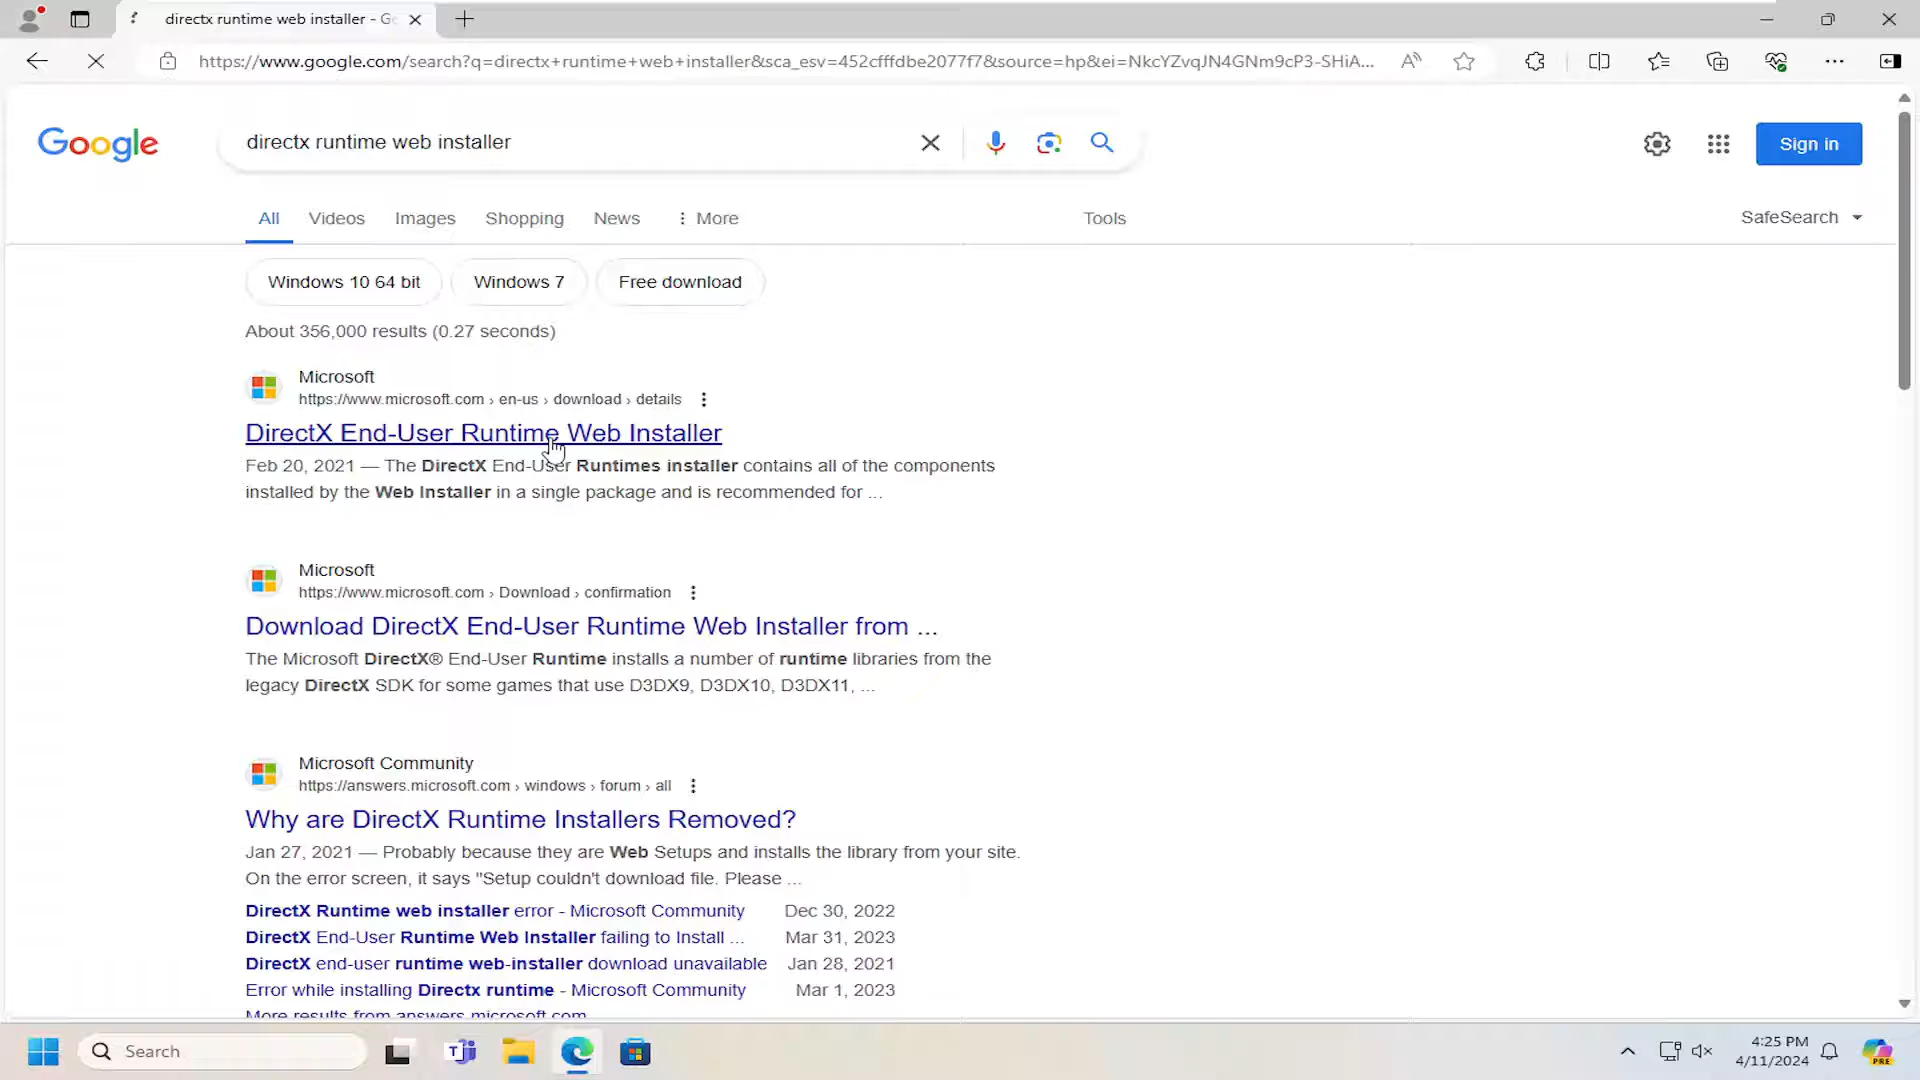 directx runtime web installer - Go
https://www.google.com/search?q=directx+runtime+web+installer&sca_esv=452cfffdbe2077f7&source=hp&ei=NkcYZvqJN4GNm9cP3-SHiA...
Google
directx runtime web installer
Sign in
All
Videos
Images
Shopping
News
More
Tools
SafeSearch
Windows 10 64 bit
Windows 7
Free download
About 356,000 results (0.27 seconds)
Microsoft
https://www.microsoft.com › en-us › download › details
DirectX End-User Runtime Web Installer
Feb 20, 2021 — The DirectX End-User Runtimes installer contains all of the components
installed by the Web Installer in a single package and is recommended for ...
Microsoft
https://www.microsoft.com › Download › confirmation
Download DirectX End-User Runtime Web Installer from ...
The Microsoft DirectX® End-User Runtime installs a number of runtime libraries from the
legacy DirectX SDK for some games that use D3DX9, D3DX10, D3DX11, ...
Microsoft Community
https://answers.microsoft.com › windows › forum › all
Why are DirectX Runtime Installers Removed?
Jan 27, 2021 — Probably because they are Web Setups and installs the library from your site.
On the error screen, it says "Setup couldn't download file. Please ...
DirectX Runtime web installer error - Microsoft Community Dec 30, 2022
DirectX End-User Runtime Web Installer failing to Install ... Mar 31, 2023
DirectX end-user runtime web-installer download unavailable Jan 28, 2021
Error while installing Directx runtime - Microsoft Community Mar 1, 2023
More results from answers.microsoft.com
Search
4:25 PM
4/11/2024
PRE